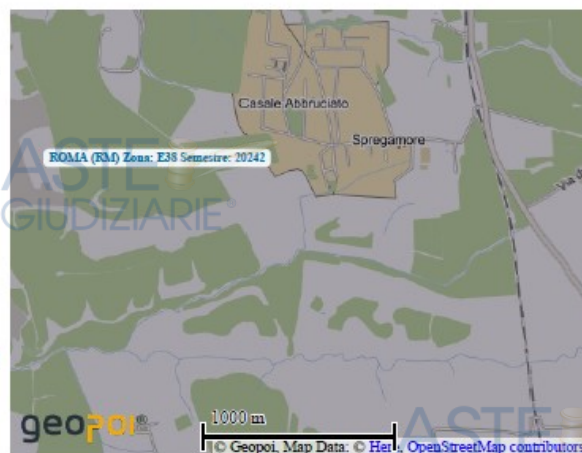 Casale Abbruciato
Spregamore
ROMA (RM) Zona: E38 Semestre: 20242
ASTE
GIUDIZIARIE®
geopoi®
1000 m
ASTE
© Geopoi, Map Data: © Here, OpenStreetMap contributors